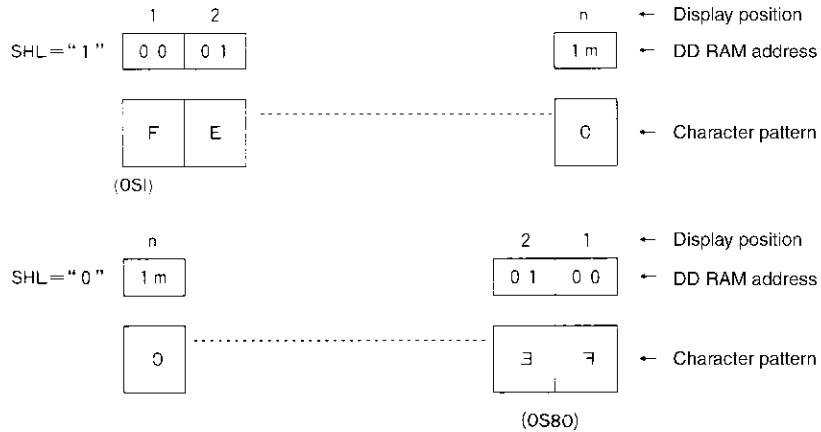 1 2 n ← Display position
SHL="1" 0 0 0 1 1 m ← DD RAM address
F E C ← Character pattern
(OSI)
n 2 1 ← Display position
SHL="0" 1 m 0 1 0 0 ← DD RAM address
Ɔ Ǝ ꟻ ← Character pattern
(OS80)